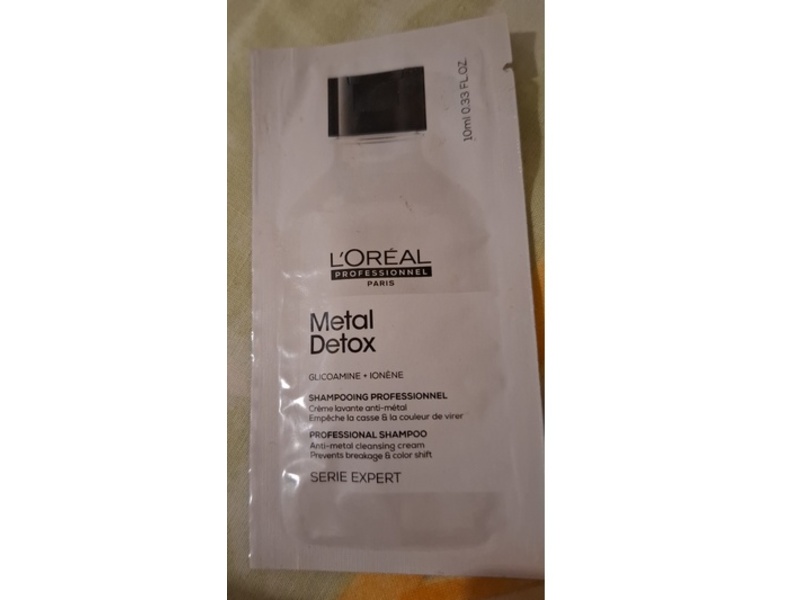 10ml 0.33 FL.OZ.
L'ORÉAL
PROFESSIONNEL
PARIS
Metal
Detox
GLICOAMINE + IONÈNE
SHAMPOOING PROFESSIONNEL
Crème lavante anti-métal
Empêche la casse & la couleur de virer
PROFESSIONAL SHAMPOO
Anti-metal cleansing cream
Prevents breakage & color shift
SERIE EXPERT